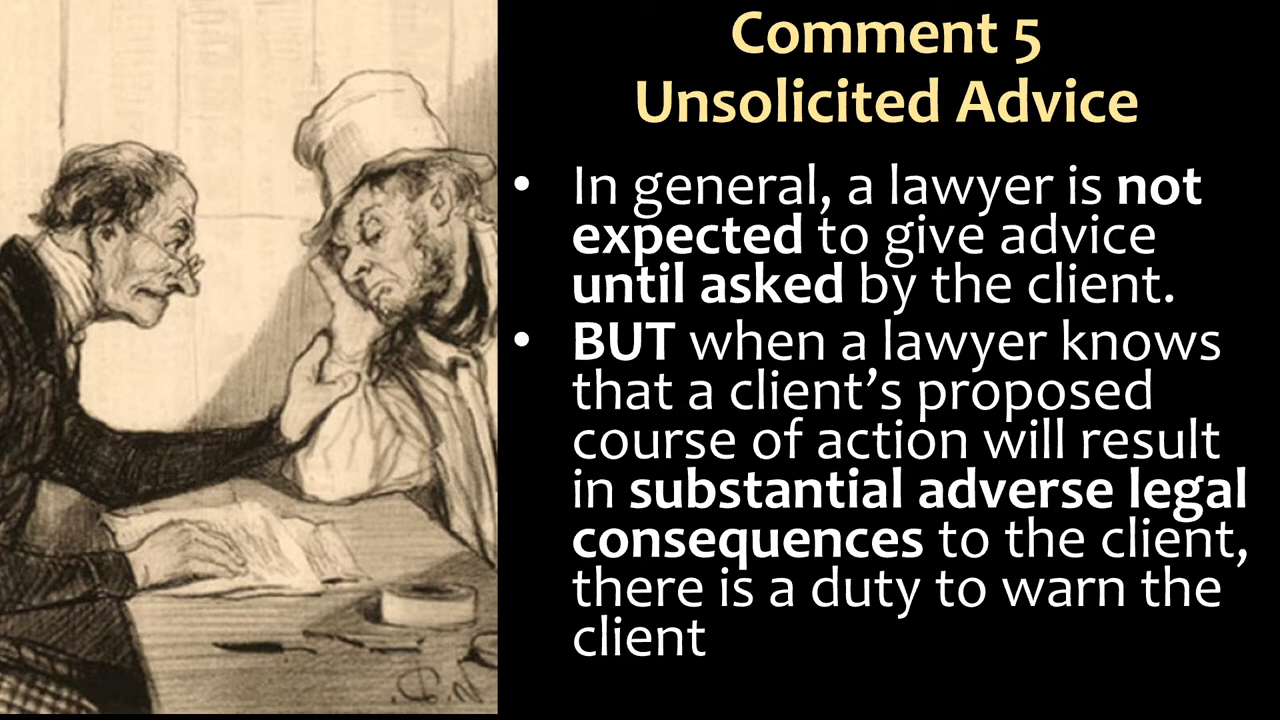 Comment 5
Unsolicited Advice
• In general, a lawyer is not
expected to give advice
until asked by the client.
• BUT when a lawyer knows
that a client’s proposed
course of action will result
in substantial adverse legal
consequences to the client,
there is a duty to warn the
client